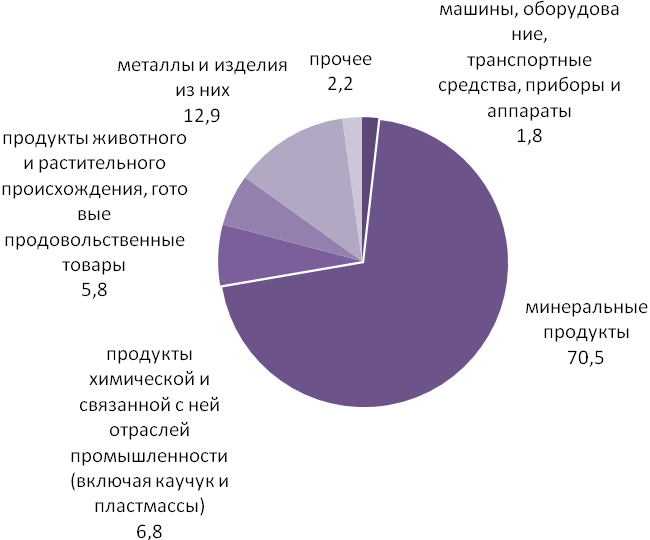 машины, оборудова
ние,
транспортные
средства, приборы и
аппараты
1,8
прочее
2,2
металлы и изделия
из них
12,9
продукты животного
и растительного
происхождения, гото
вые
продовольственные
товары
5,8
минеральные
продукты
70,5
продукты
химической и
связанной с ней
отраслей
промышленности
(включая каучук и
пластмассы)
6,8